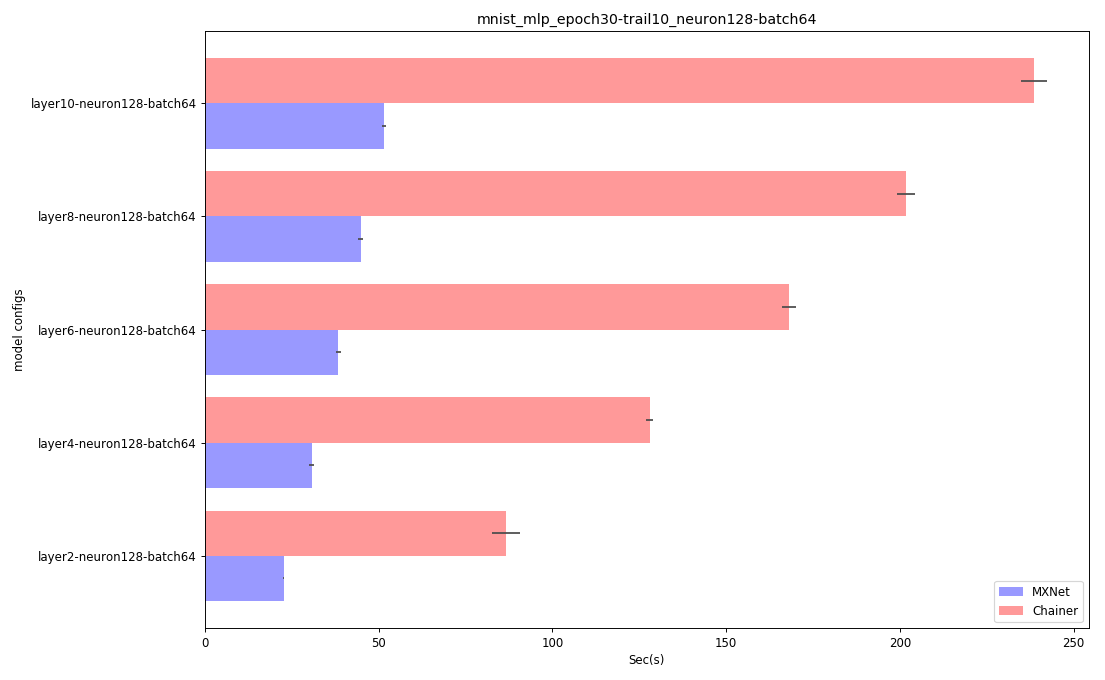 mnist_mlp_epoch30-trail10_neuron128-batch64
model configs
layer10-neuron128-batch64
layer8-neuron128-batch64
layer6-neuron128-batch64
layer4-neuron128-batch64
layer2-neuron128-batch64
MXNet
Chainer
0 50 100 150 200 250
Sec(s)